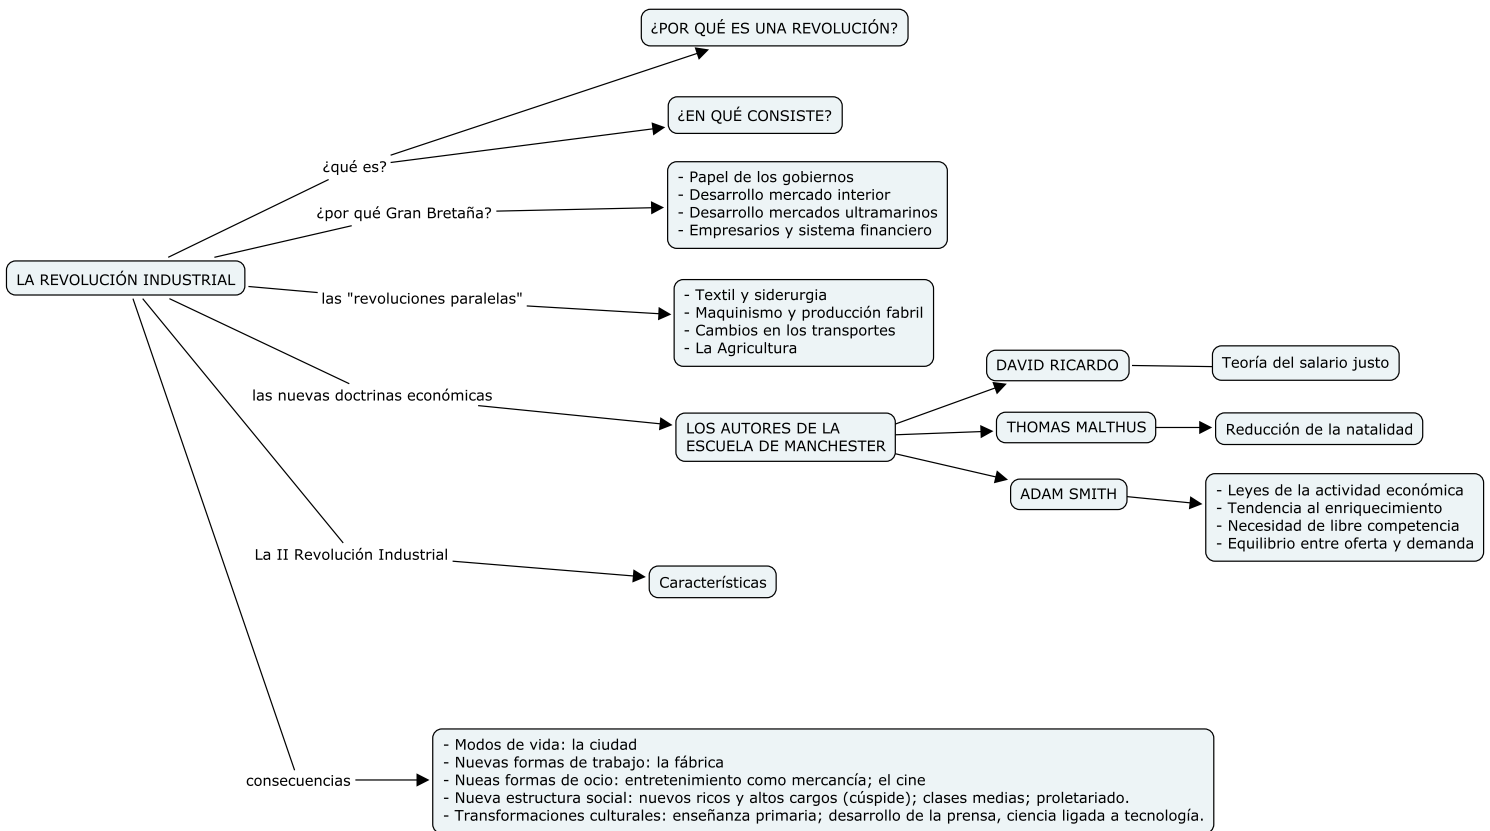 ¿POR QUÉ ES UNA REVOLUCIÓN?
¿EN QUÉ CONSISTE?
¿qué es?
- Papel de los gobiernos
- Desarrollo mercado interior
- Desarrollo mercados ultramarinos
- Empresarios y sistema financiero
¿por qué Gran Bretaña?
LA REVOLUCIÓN INDUSTRIAL
las "revoluciones paralelas"
- Textil y siderurgia
- Maquinismo y producción fabril
- Cambios en los transportes
- La Agricultura
las nuevas doctrinas económicas
LOS AUTORES DE LA
ESCUELA DE MANCHESTER
DAVID RICARDO
Teoría del salario justo
THOMAS MALTHUS
Reducción de la natalidad
ADAM SMITH
- Leyes de la actividad económica
- Tendencia al enriquecimiento
- Necesidad de libre competencia
- Equilibrio entre oferta y demanda
La II Revolución Industrial
Características
consecuencias
- Modos de vida: la ciudad
- Nuevas formas de trabajo: la fábrica
- Nueas formas de ocio: entretenimiento como mercancía; el cine
- Nueva estructura social: nuevos ricos y altos cargos (cúspide); clases medias; proletariado.
- Transformaciones culturales: enseñanza primaria; desarrollo de la prensa, ciencia ligada a tecnología.